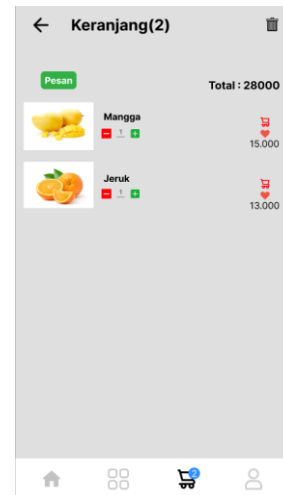 Keranjang(2)
Pesan
Total : 28000
Mangga
1
15.000
Jeruk
1
13.000
2